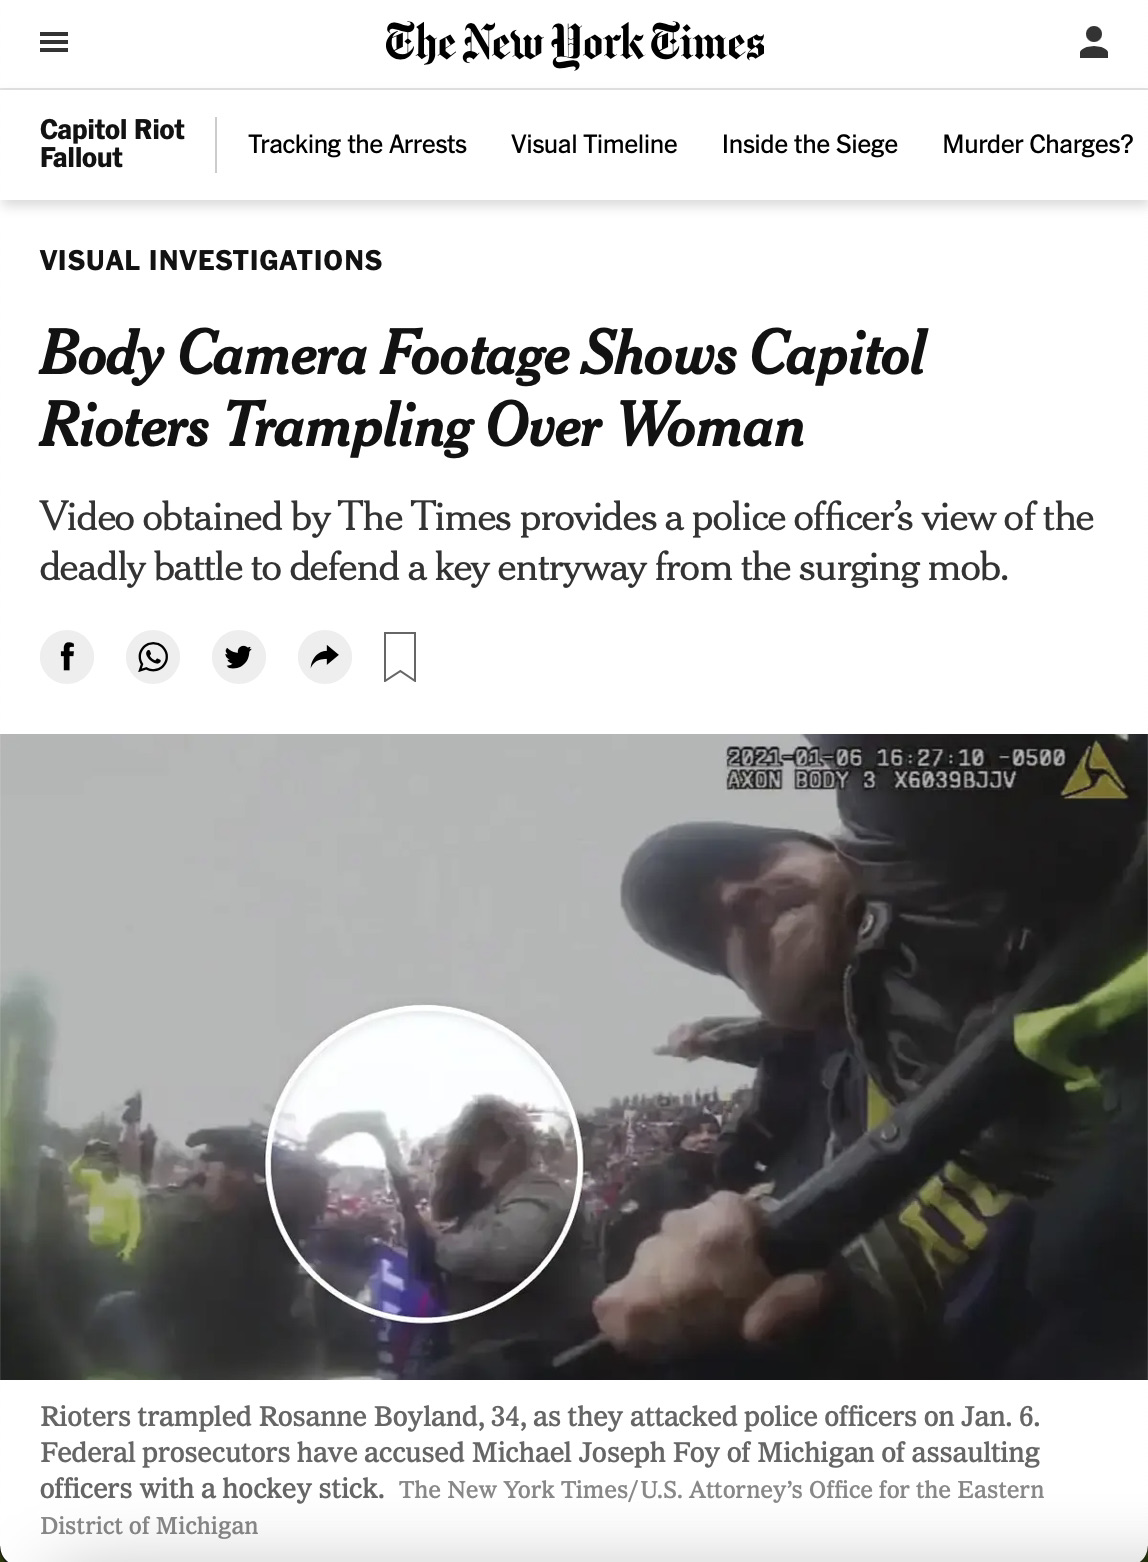 The New York Times
Capitol Riot
Fallout
Tracking the Arrests
Visual Timeline
Inside the Siege
Murder Charges?
VISUAL INVESTIGATIONS
Body Camera Footage Shows Capitol
Rioters Trampling Over Woman
Video obtained by The Times provides a police officer’s view of the
deadly battle to defend a key entryway from the surging mob.
2021-01-06 16:27:10 -0500
AXON BODY 3 X6039BJJV
Rioters trampled Rosanne Boyland, 34, as they attacked police officers on Jan. 6.
Federal prosecutors have accused Michael Joseph Foy of Michigan of assaulting
officers with a hockey stick. The New York Times/U.S. Attorney’s Office for the Eastern
District of Michigan